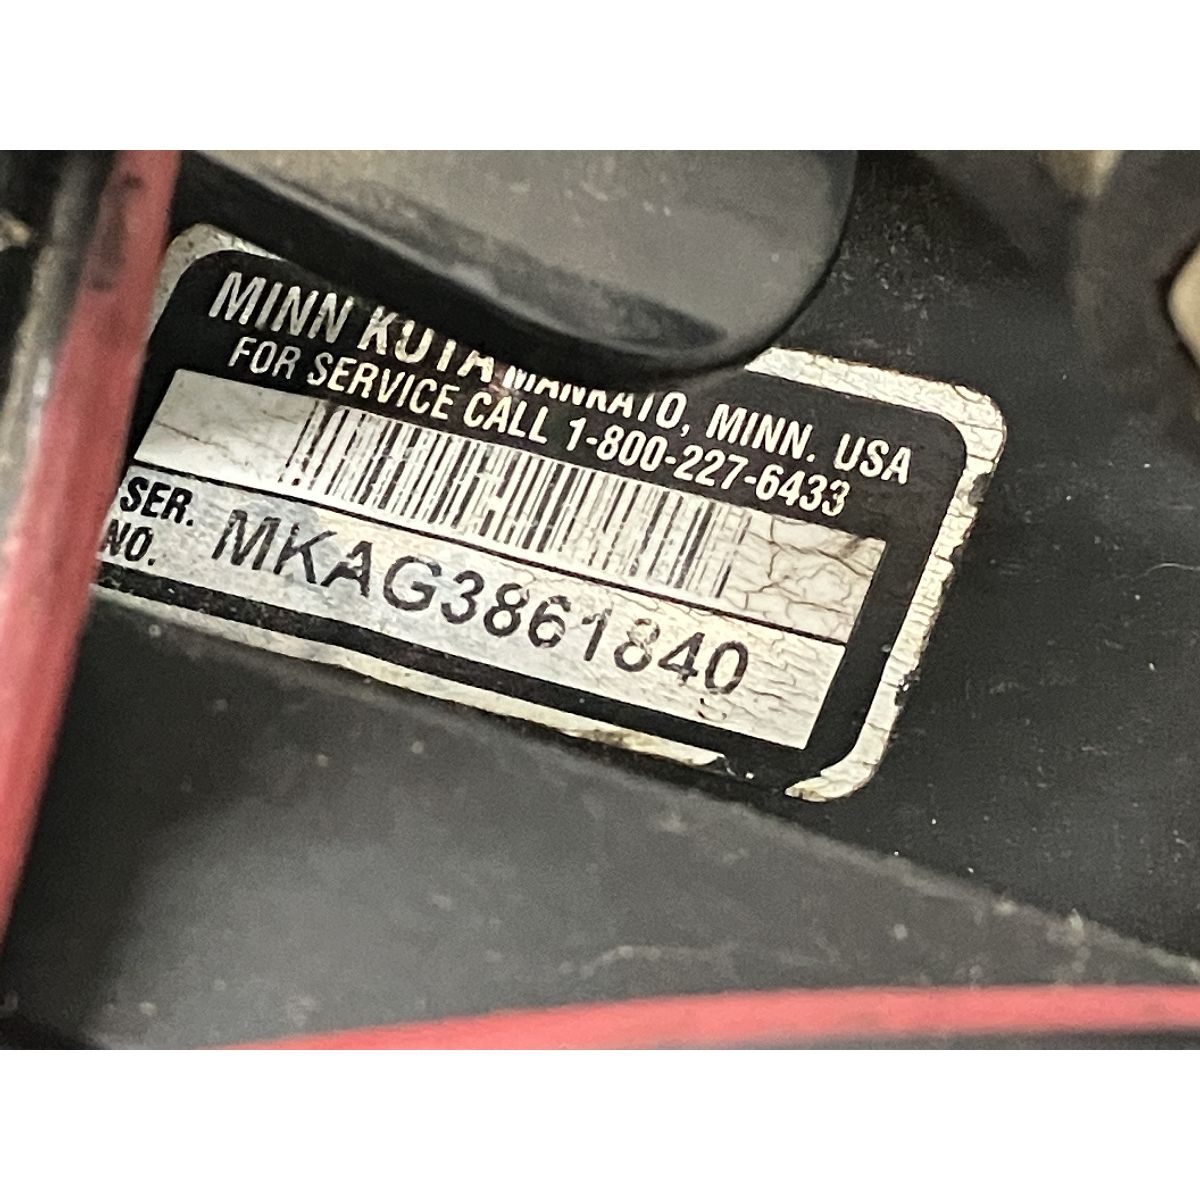 MINN KOTA MANKATO, MINN. USA
FOR SERVICE CALL 1-800-227-6433
SER. NO. MKAG3861840